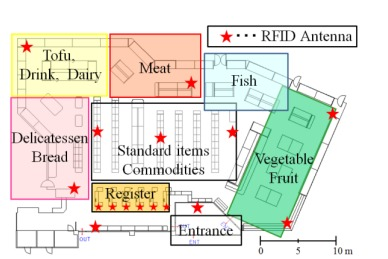 ★ ••• RFID Antenna
Tofu,
Drink, Dairy
Meat
Fish
Delicatessen
Bread
Standard items
Commodities
Vegetable
Fruit
Register
Entrance
OUT
0 5 10 m